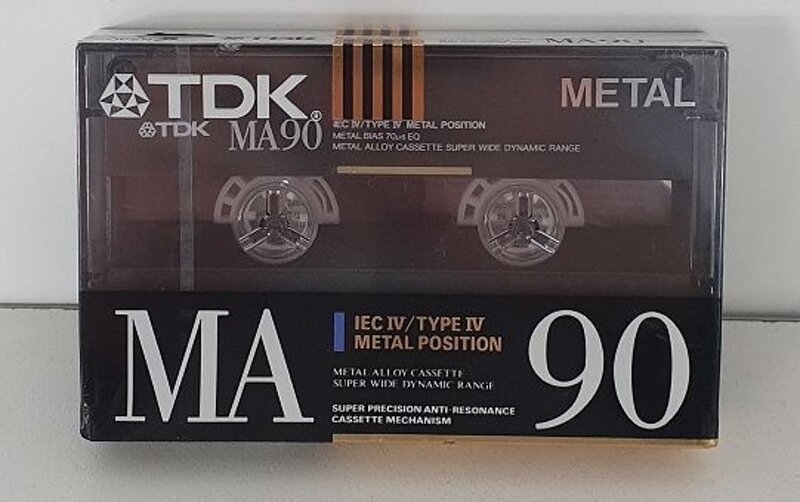 TDK MA90
TDK®
METAL
TDK
MA90
IEC IV/TYPE IV METAL POSITION
METAL BIAS 70µs EQ
METAL ALLOY CASSETTE SUPER WIDE DYNAMIC RANGE
MA
IEC IV/TYPE IV
METAL POSITION
METAL ALLOY CASSETTE
SUPER WIDE DYNAMIC RANGE
SUPER PRECISION ANTI-RESONANCE
CASSETTE MECHANISM
90